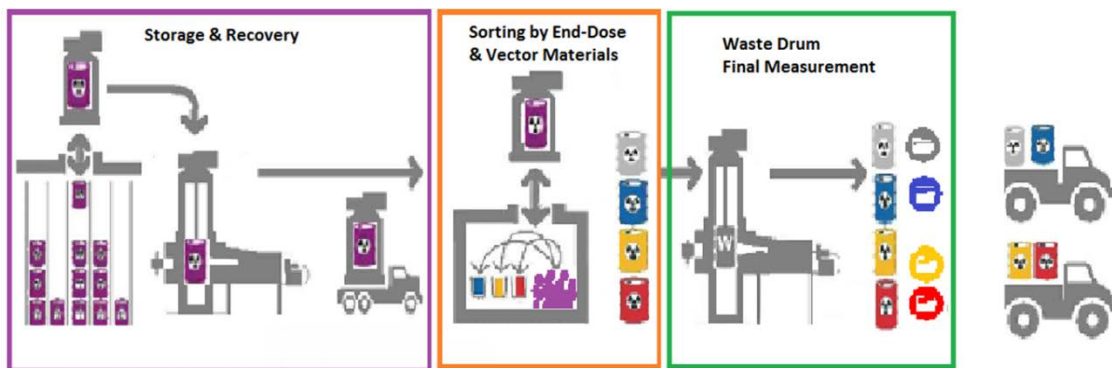 Storage & Recovery
Sorting by End-Dose
& Vector Materials
Waste Drum
Final Measurement
W